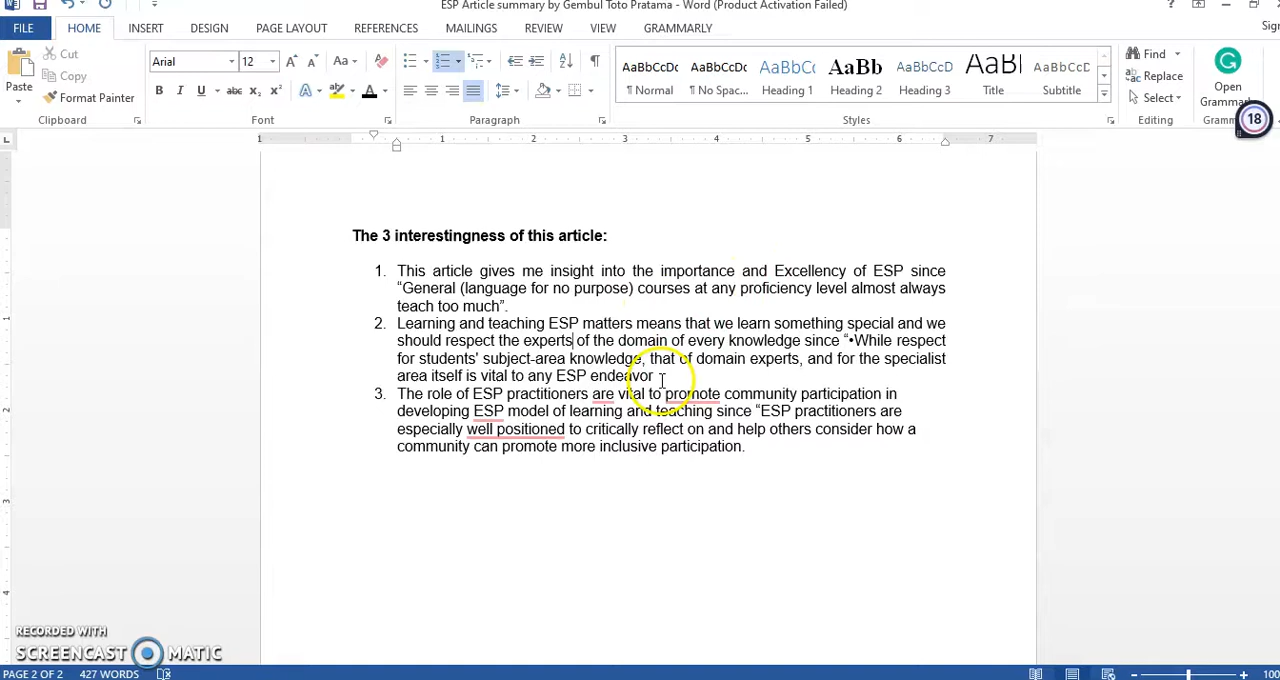 ESP Article summary by Gembul Toto Pratama - Word (Product Activation Failed)
FILE HOME INSERT DESIGN PAGE LAYOUT REFERENCES MAILINGS REVIEW VIEW GRAMMARLY
Cut
Copy
Format Painter
Paste
Clipboard
Arial 12
Font
Paragraph
AaBbCcDc AaBbCcDc AaBbCc AaBb AaBbCcD AaBl AaBbCcD
¶ Normal ¶ No Spac... Heading 1 Heading 2 Heading 3 Title Subtitle
Styles
Find
Replace
Select
Editing
Open
18
1 1 2 3 4 5 6 7
The 3 interestingness of this article:
1. This article gives me insight into the importance and Excellency of ESP since
“General (language for no purpose) courses at any proficiency level almost always
teach too much”.
2. Learning and teaching ESP matters means that we learn something special and we
should respect the experts of the domain of every knowledge since “•While respect
for students' subject-area knowledge, that of domain experts, and for the specialist
area itself is vital to any ESP endeavor
3. The role of ESP practitioners are vital to promote community participation in
developing ESP model of learning and teaching since “ESP practitioners are
especially well positioned to critically reflect on and help others consider how a
community can promote more inclusive participation.
RECORDED WITH
SCREENCAST MATIC
PAGE 2 OF 2 427 WORDS